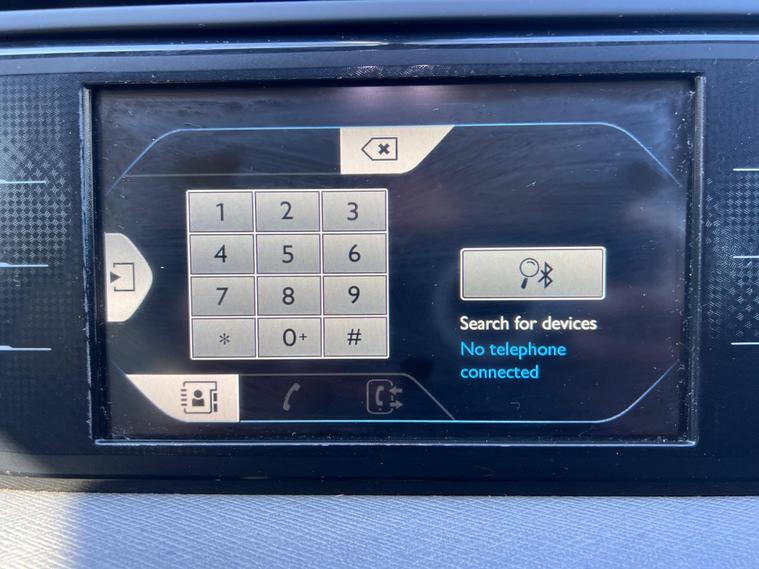 1 2 3
4 5 6
7 8 9
* 0+ #
Search for devices
No telephone
connected